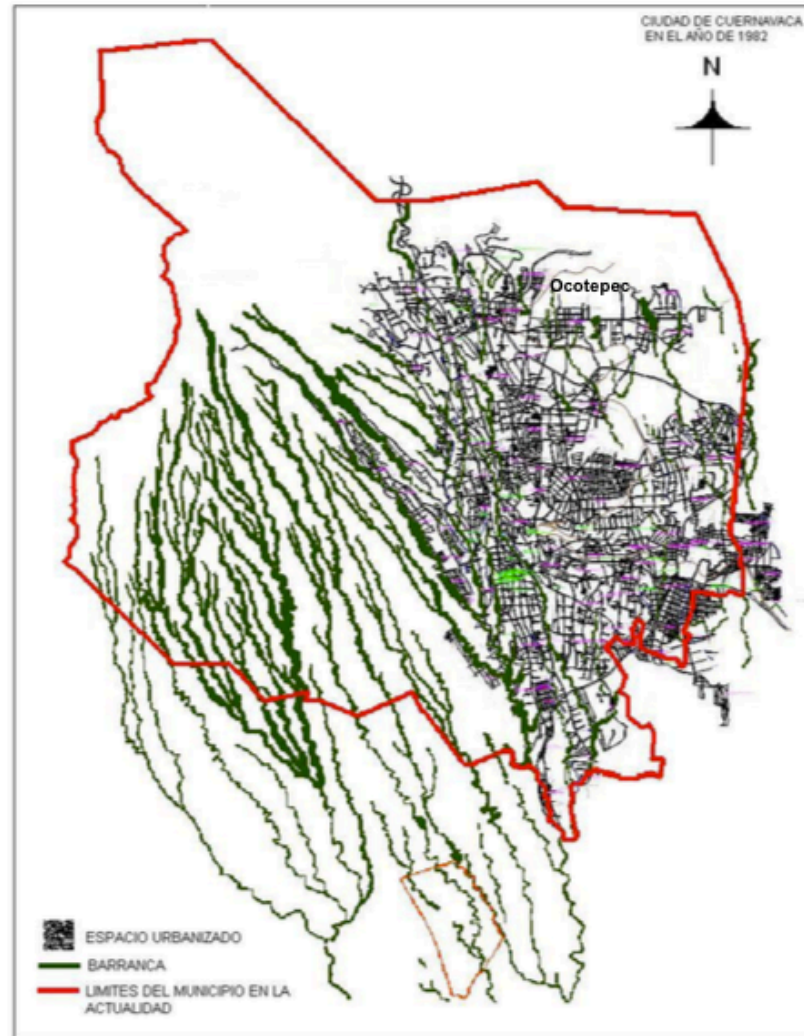 CIUDAD DE CUERNAVACA
EN EL AÑO DE 1982
N
Ocotepec
ESPACIO URBANIZADO
BARRANCA
LIMITES DEL MUNICIPIO EN LA
ACTUALIDAD